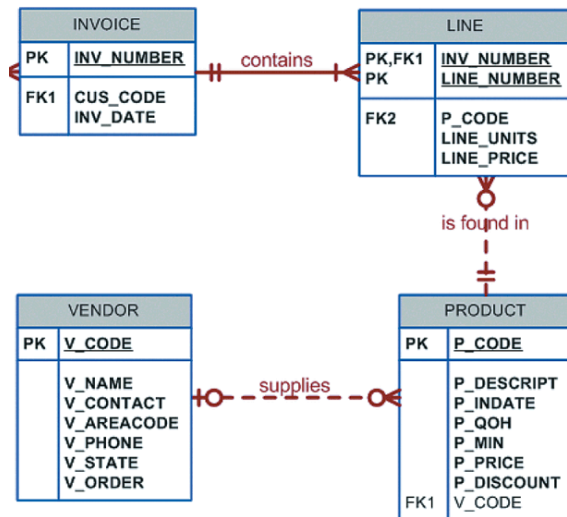 INVOICE
PK INV_NUMBER
FK1 CUS_CODE
INV_DATE
contains
LINE
PK,FK1 INV_NUMBER
PK LINE_NUMBER
FK2 P_CODE
LINE_UNITS
LINE_PRICE
is found in
VENDOR
PK V_CODE
V_NAME
V_CONTACT
V_AREACODE
V_PHONE
V_STATE
V_ORDER
supplies
PRODUCT
PK P_CODE
P_DESCRIPT
P_INDATE
P_QOH
P_MIN
P_PRICE
P_DISCOUNT
FK1 V_CODE